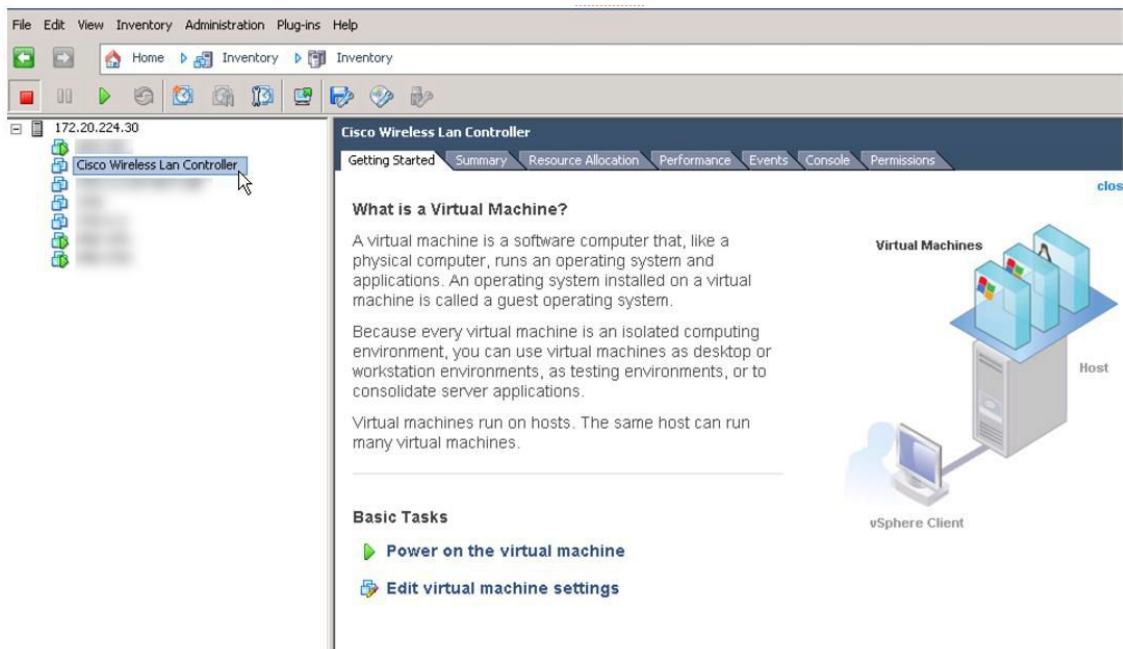 File Edit View Inventory Administration Plug-ins Help
Home Inventory Inventory
172.20.224.30
Cisco Wireless Lan Controller
Cisco Wireless Lan Controller
Getting Started Summary Resource Allocation Performance Events Console Permissions
clos
What is a Virtual Machine?
A virtual machine is a software computer that, like a
physical computer, runs an operating system and
applications. An operating system installed on a virtual
machine is called a guest operating system.
Because every virtual machine is an isolated computing
environment, you can use virtual machines as desktop or
workstation environments, as testing environments, or to
consolidate server applications.
Virtual machines run on hosts. The same host can run
many virtual machines.
Virtual Machines
Host
vSphere Client
Basic Tasks
Power on the virtual machine
Edit virtual machine settings